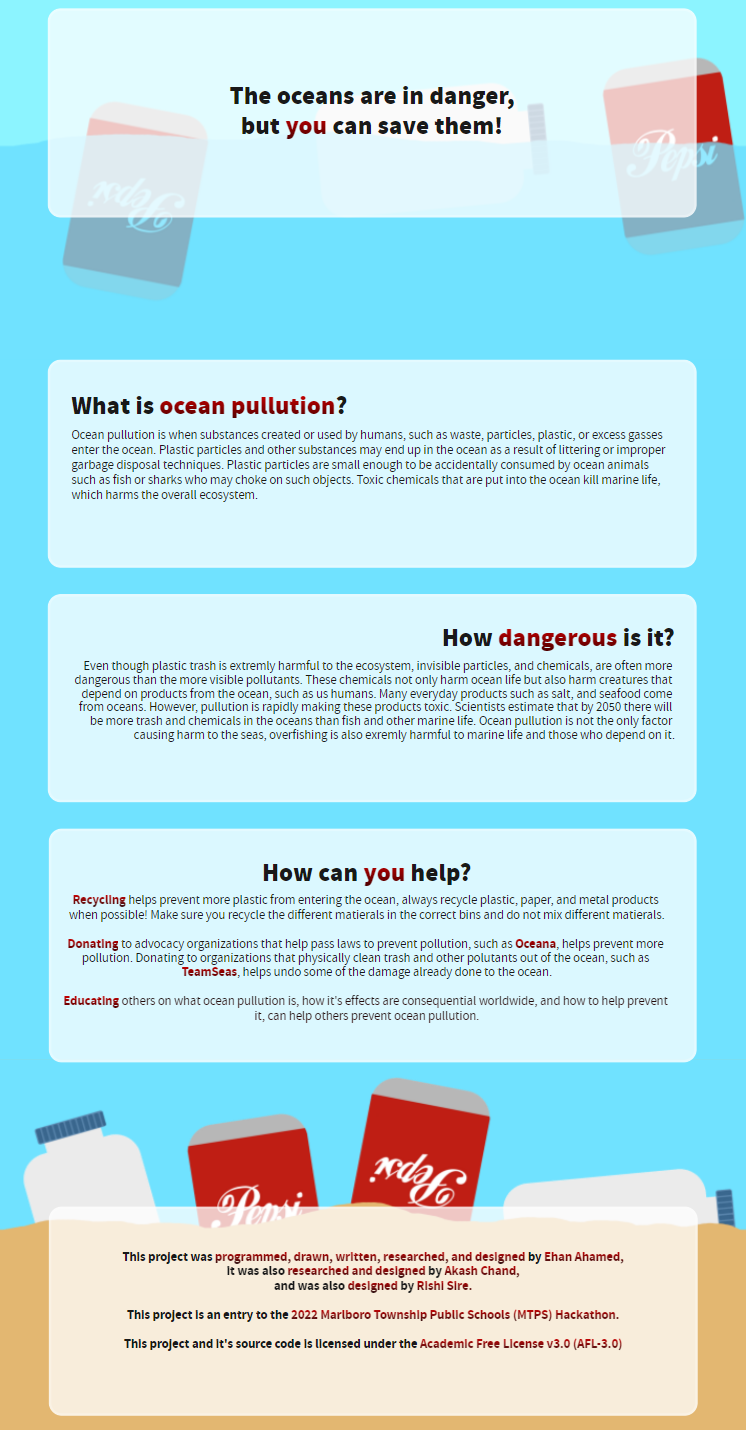 The oceans are in danger,
but you can save them!
Pepsi
Pepsi
What is ocean pullution?
Ocean pullution is when substances created or used by humans, such as waste, particles, plastic, or excess gasses
enter the ocean. Plastic particles and other substances may end up in the ocean as a result of littering or improper
garbage disposal techniques. Plastic particles are small enough to be accidentally consumed by ocean animals
such as fish or sharks who may choke on such objects. Toxic chemicals that are put into the ocean kill marine life,
which harms the overall ecosystem.
How dangerous is it?
Even though plastic trash is extremly harmful to the ecosystem, invisible particles, and chemicals, are often more
dangerous than the more visible pollutants. These chemicals not only harm ocean life but also harm creatures that
depend on products from the ocean, such as us humans. Many everyday products such as salt, and seafood come
from oceans. However, pullution is rapidly making these products toxic. Scientists estimate that by 2050 there will
be more trash and chemicals in the oceans than fish and other marine life. Ocean pullution is not the only factor
causing harm to the seas, overfishing is also exremly harmful to marine life and those who depend on it.
How can you help?
Recycling helps prevent more plastic from entering the ocean, always recycle plastic, paper, and metal products
when possible! Make sure you recycle the different matierals in the correct bins and do not mix different matierals.
Donating to advocacy organizations that help pass laws to prevent pollution, such as Oceana, helps prevent more
pollution. Donating to organizations that physically clean trash and other polutants out of the ocean, such as
TeamSeas, helps undo some of the damage already done to the ocean.
Educating others on what ocean pullution is, how it's effects are consequential worldwide, and how to help prevent
it, can help others prevent ocean pullution.
Pepsi
Pepsi
This project was programmed, drawn, written, researched, and designed by Ehan Ahamed,
it was also researched and designed by Akash Chand,
and was also designed by Rishi Sire.
This project is an entry to the 2022 Marlboro Township Public Schools (MTPS) Hackathon.
This project and it's source code is licensed under the Academic Free License v3.0 (AFL-3.0)